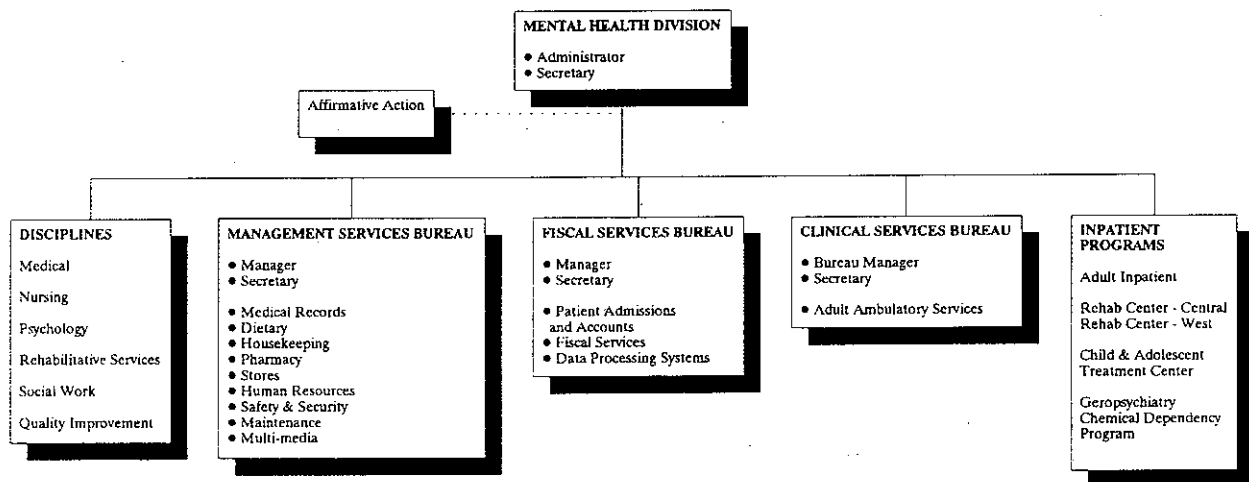 MENTAL HEALTH DIVISION
● Administrator
● Secretary
Affirmative Action
DISCIPLINES
Medical
Nursing
Psychology
Rehabilitative Services
Social Work
Quality Improvement
MANAGEMENT SERVICES BUREAU
● Manager
● Secretary
● Medical Records
● Dietary
● Housekeeping
● Pharmacy
● Stores
● Human Resources
● Safety & Security
● Maintenance
● Multi-media
FISCAL SERVICES BUREAU
● Manager
● Secretary
● Patient Admissions
and Accounts
● Fiscal Services
● Data Processing Systems
CLINICAL SERVICES BUREAU
● Bureau Manager
● Secretary
● Adult Ambulatory Services
INPATIENT
PROGRAMS
Adult Inpatient
Rehab Center - Central
Rehab Center - West
Child & Adolescent
Treatment Center
Geropsychiatry
Chemical Dependency
Program